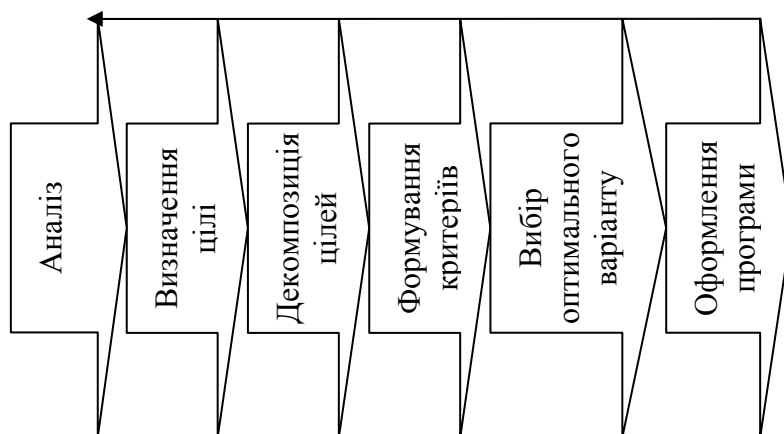 Аналіз
Визначення
цілі
Декомпозиція
цілей
Формування
критеріїв
Вибір
оптимального
варіанту
Оформлення
програми